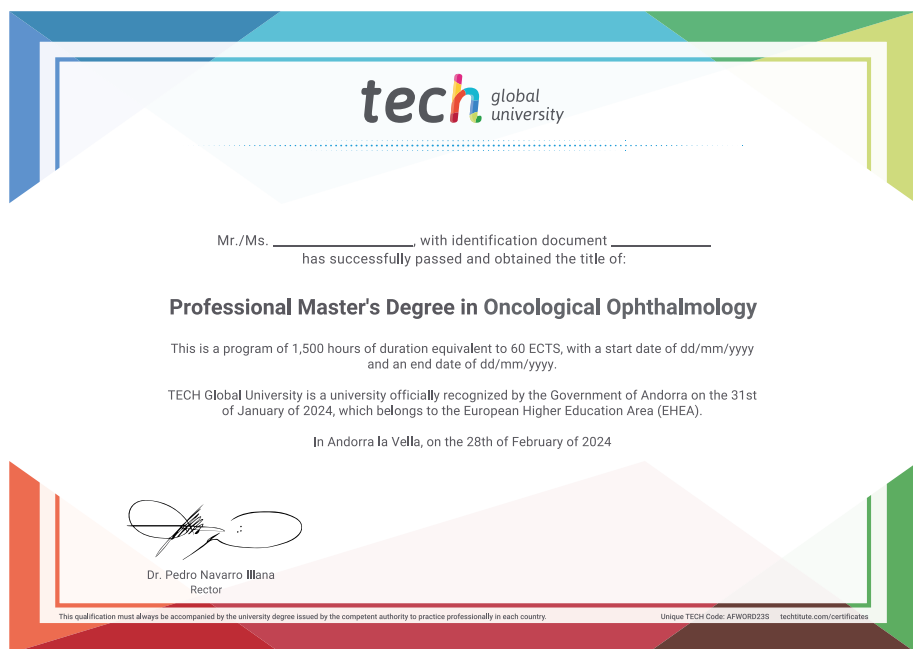 tech global
university
Mr./Ms. ____________________, with identification document ______________
has successfully passed and obtained the title of:
Professional Master's Degree in Oncological Ophthalmology
This is a program of 1,500 hours of duration equivalent to 60 ECTS, with a start date of dd/mm/yyyy
and an end date of dd/mm/yyyy.
TECH Global University is a university officially recognized by the Government of Andorra on the 31st
of January of 2024, which belongs to the European Higher Education Area (EHEA).
In Andorra la Vella, on the 28th of February of 2024
Dr. Pedro Navarro Illana
Rector
This qualification must always be accompanied by the university degree issued by the competent authority to practice professionally in each country. Unique TECH Code: AFWORD23S techtitute.com/certificates